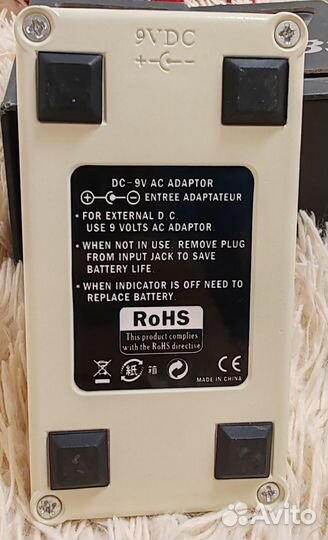 9VDC
DC-9V AC ADAPTOR
ENTREE ADAPTATEUR
• FOR EXTERNAL D C.
USE 9 VOLTS AC ADAPTOR.
• WHEN NOT IN USE. REMOVE PLUG
FROM INPUT JACK TO SAVE
BATTERY LIFE.
• WHEN INDICATOR IS OFF NEED TO
REPLACE BATTERY.
RoHS
This product complies
with the RoHS directive
紙 箱 CE
MADE IN CHINA
Avito